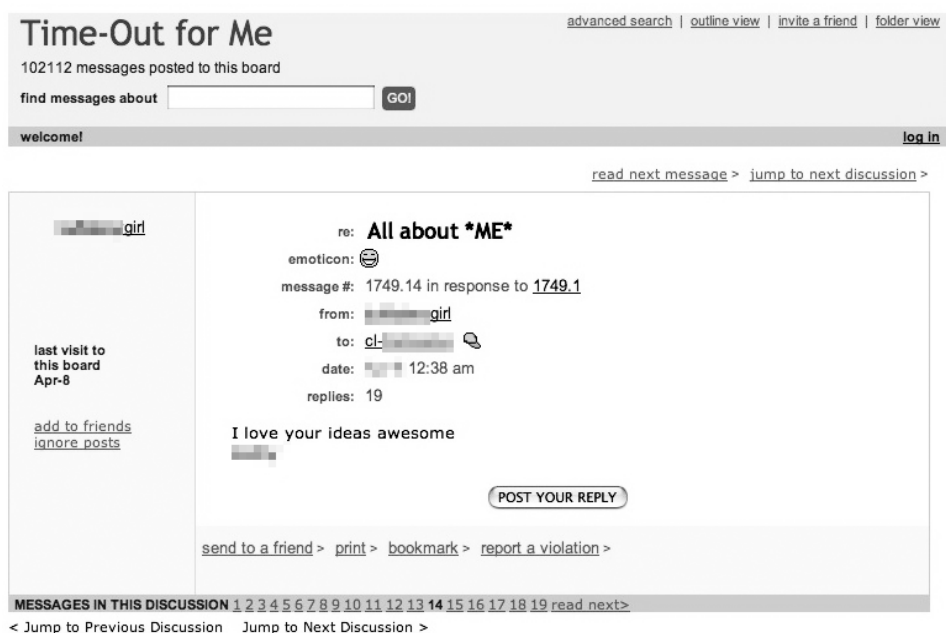 Time-Out for Me
advanced search | outline view | invite a friend | folder view
102112 messages posted to this board
find messages about GO!
welcome! log in
read next message > jump to next discussion >
girl
re: All about *ME*
emoticon:
message #: 1749.14 in response to 1749.1
from: girl
to: cl-
last visit to
this board
Apr-8
date: 12:38 am
replies: 19
add to friends
ignore posts
I love your ideas awesome
POST YOUR REPLY
send to a friend > print > bookmark > report a violation >
MESSAGES IN THIS DISCUSSION 1 2 3 4 5 6 7 8 9 10 11 12 13 14 15 16 17 18 19 read next>
< Jump to Previous Discussion Jump to Next Discussion >